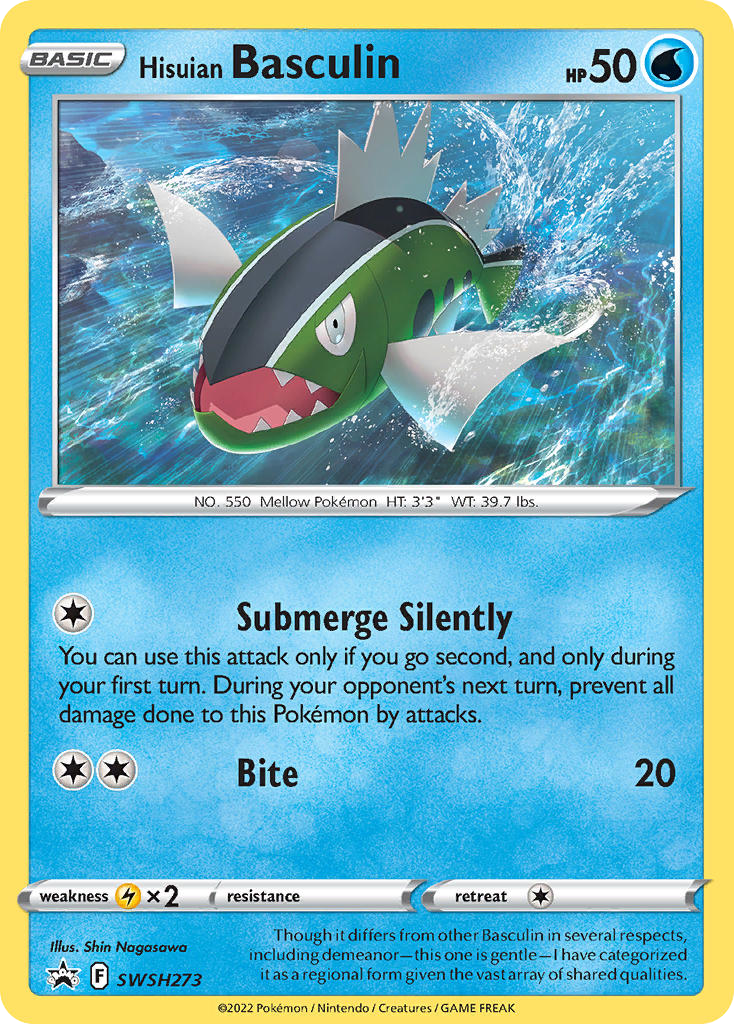 BASIC Hisuian Basculin HP 50
NO. 550 Mellow Pokémon HT: 3'3" WT: 39.7 lbs.
Submerge Silently
You can use this attack only if you go second, and only during
your first turn. During your opponent's next turn, prevent all
damage done to this Pokémon by attacks.
Bite 20
weakness ×2 resistance retreat
Illus. Shin Nagasawa
Though it differs from other Basculin in several respects,
including demeanor—this one is gentle—I have categorized
it as a regional form given the vast array of shared qualities.
F SWSH273
©2022 Pokémon / Nintendo / Creatures / GAME FREAK